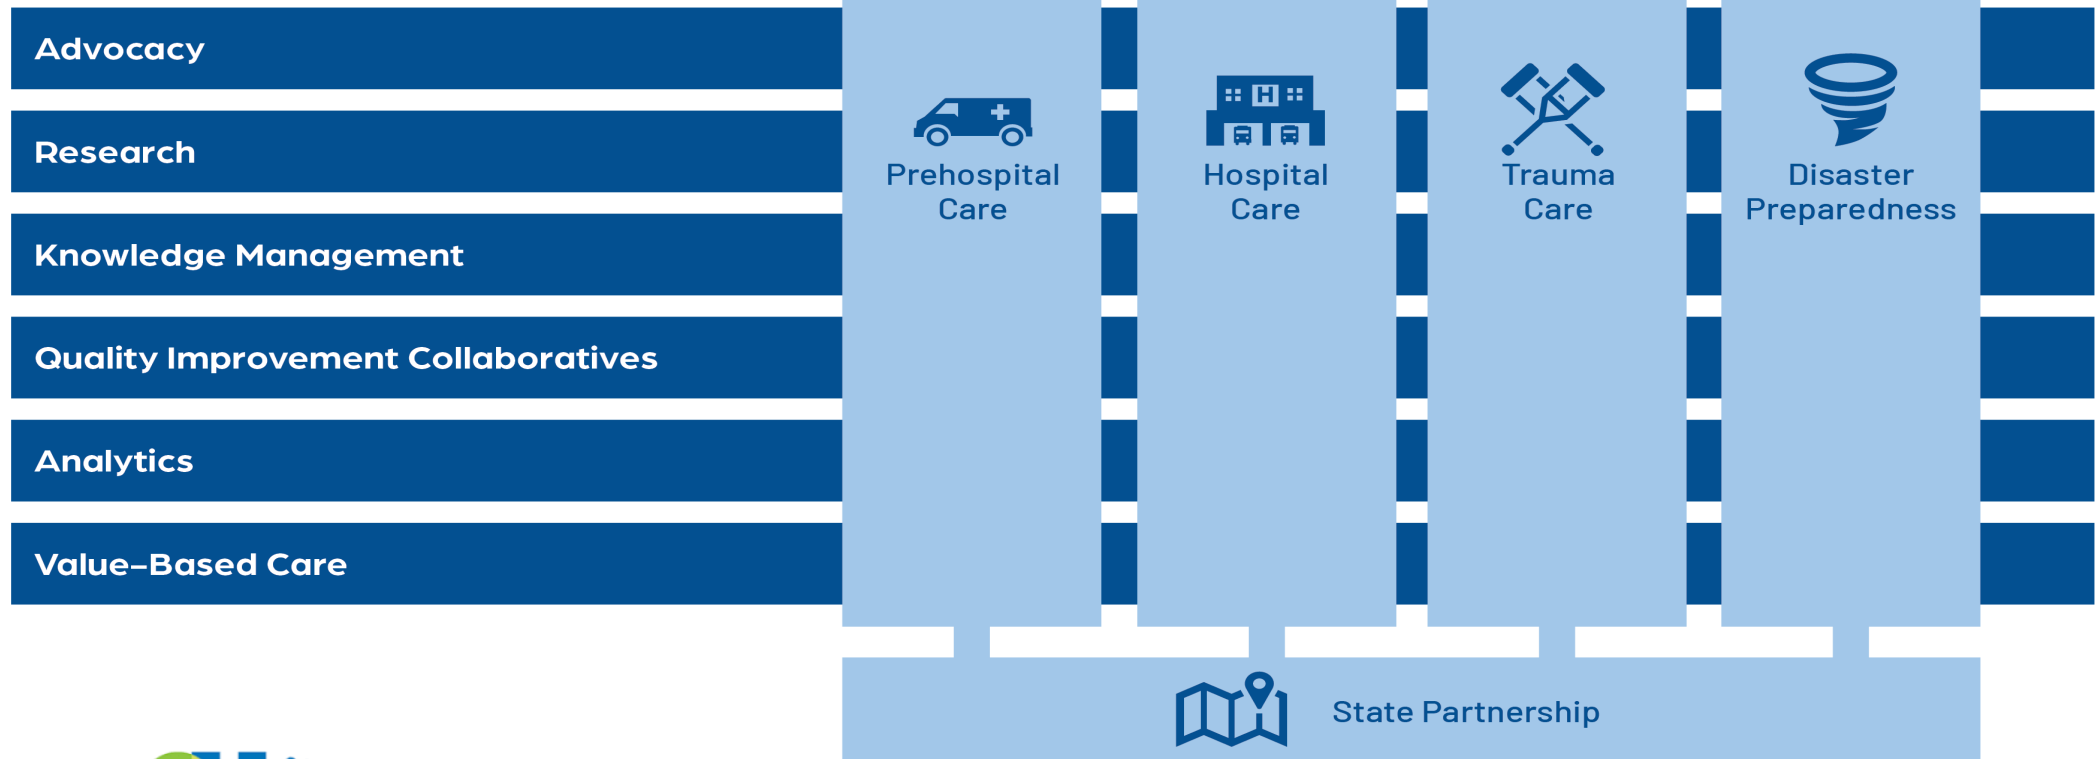 Advocacy
Research
Knowledge Management
Quality Improvement Collaboratives
Analytics
Value-Based Care
H
Prehospital
Care
Hospital
Care
Trauma
Care
Disaster
Preparedness
State Partnership